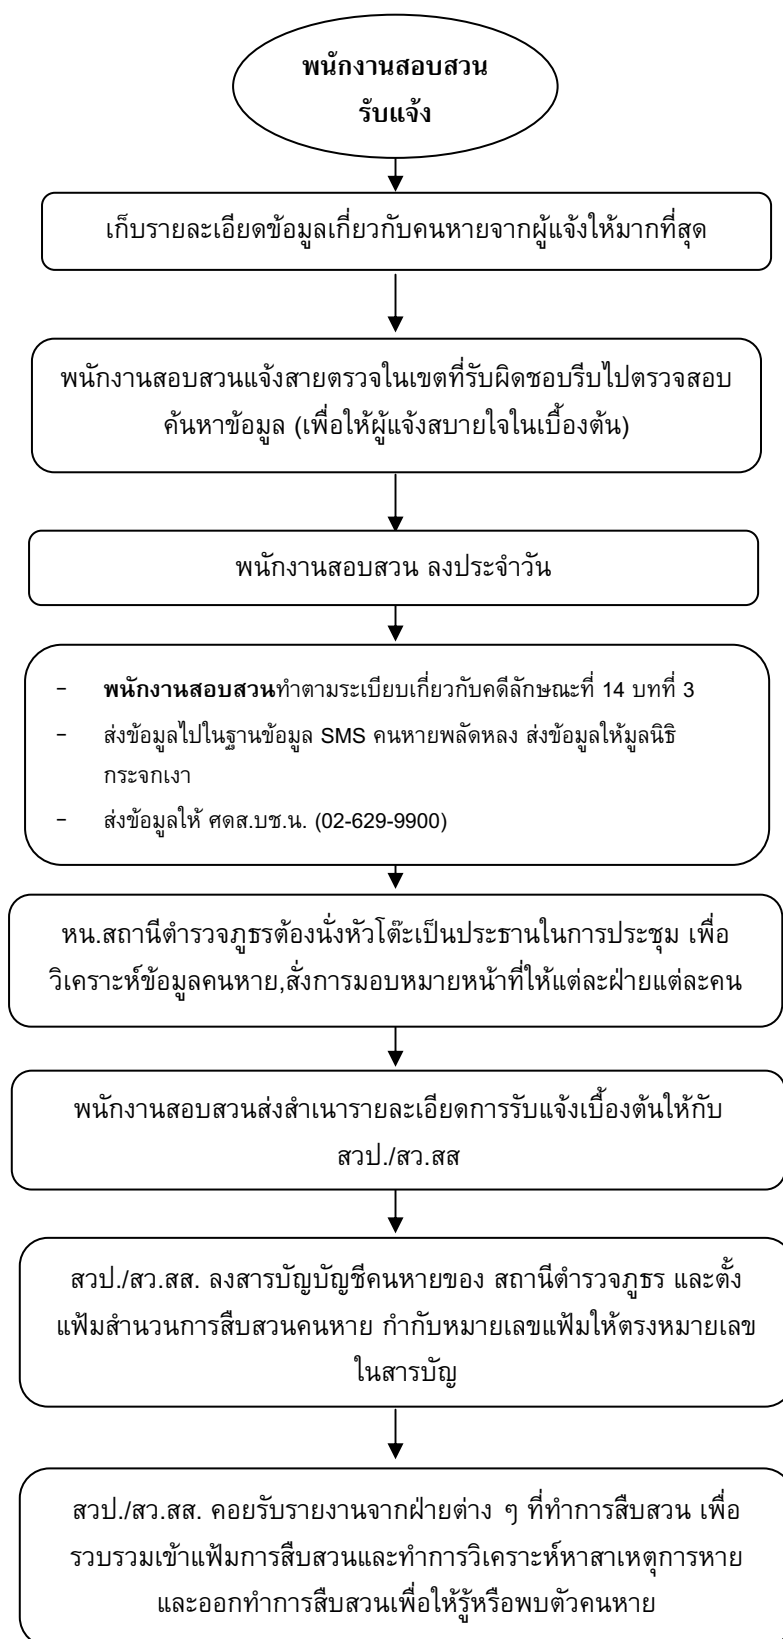 พนักงานสอบสวน
รับแจ้ง
เก็บรายละเอียดข้อมูลเกี่ยวกับคนหายจากผู้แจ้งให้มากที่สุด
พนักงานสอบสวนแจ้งสายตรวจในเขตที่รับผิดชอบรีบไปตรวจสอบ
ค้นหาข้อมูล (เพื่อให้ผู้แจ้งสบายใจในเบื้องต้น)
พนักงานสอบสวน ลงประจำวัน
- พนักงานสอบสวนทำตามระเบียบเกี่ยวกับคดีลักษณะที่ 14 บทที่ 3
- ส่งข้อมูลไปในฐานข้อมูล SMS คนหายพลัดหลง ส่งข้อมูลให้มูลนิธิ
กระจกเงา
- ส่งข้อมูลให้ ศดส.บช.น. (02-629-9900)
หน.สถานีตำรวจภูธรต้องนั่งหัวโต๊ะเป็นประธานในการประชุม เพื่อ
วิเคราะห์ข้อมูลคนหาย,สั่งการมอบหมายหน้าที่ให้แต่ละฝ่ายแต่ละคน
พนักงานสอบสวนส่งสำเนารายละเอียดการรับแจ้งเบื้องต้นให้กับ
สวป./สว.สส
สวป./สว.สส. ลงสารบัญบัญชีคนหายของ สถานีตำรวจภูธร และตั้ง
แฟ้มสำนวนการสืบสวนคนหาย กำกับหมายเลขแฟ้มให้ตรงหมายเลข
ในสารบัญ
สวป./สว.สส. คอยรับรายงานจากฝ่ายต่าง ๆ ที่ทำการสืบสวน เพื่อ
รวบรวมเข้าแฟ้มการสืบสวนและทำการวิเคราะห์หาสาเหตุการหาย
และออกทำการสืบสวนเพื่อให้รู้หรือพบตัวคนหาย